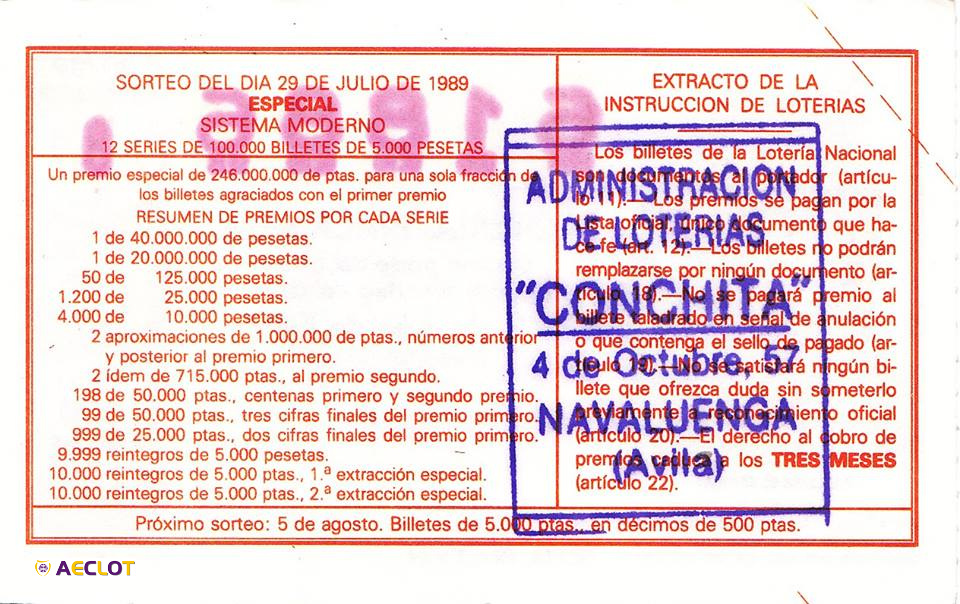 SORTEO DEL DIA 29 DE JULIO DE 1989
ESPECIAL
SISTEMA MODERNO
12 SERIES DE 100.000 BILLETES DE 5.000 PESETAS
Un premio especial de 246.000.000 de ptas. para una sola fracción de
los billetes agraciados con el primer premio
RESUMEN DE PREMIOS POR CADA SERIE
1 de 40.000.000 de pesetas.
1 de 20.000.000 de pesetas.
50 de 125.000 pesetas.
1.200 de 25.000 pesetas.
4.000 de 10.000 pesetas.
2 aproximaciones de 1.000.000 de ptas., números anterior
y posterior al premio primero.
2 ídem de 715.000 ptas., al premio segundo.
198 de 50.000 ptas., centenas primero y segundo premio.
99 de 50.000 ptas., tres cifras finales del premio primero.
999 de 25.000 ptas., dos cifras finales del premio primero.
9.999 reintegros de 5.000 pesetas.
10.000 reintegros de 5.000 ptas., 1.ª extracción especial.
10.000 reintegros de 5.000 ptas., 2.ª extracción especial.
EXTRACTO DE LA
INSTRUCCION DE LOTERIAS
Los billetes de la Lotería Nacional
son documentos al portador (artícu-
lo 11).—Los premios se pagan por la
Lista oficial, único documento que ha-
ce fe (art. 12).—Los billetes no podrán
remplazarse por ningún documento (ar-
tículo 18).—No se pagará premio al
billete taladrado en señal de anulación
o que contenga el sello de pagado (ar-
tículo 19).—No se satisfará ningún bi-
llete que ofrezca duda sin someterlo
previamente a reconocimiento oficial
(artículo 20).—El derecho al cobro de
premios caduca a los TRES MESES
(artículo 22).
ADMINISTRACION
DE LOTERIAS
"CONCHITA"
4 de Octubre, 57
NAVALUENGA
(Avila)
Próximo sorteo: 5 de agosto. Billetes de 5.000 ptas., en décimos de 500 ptas.
AECLOT